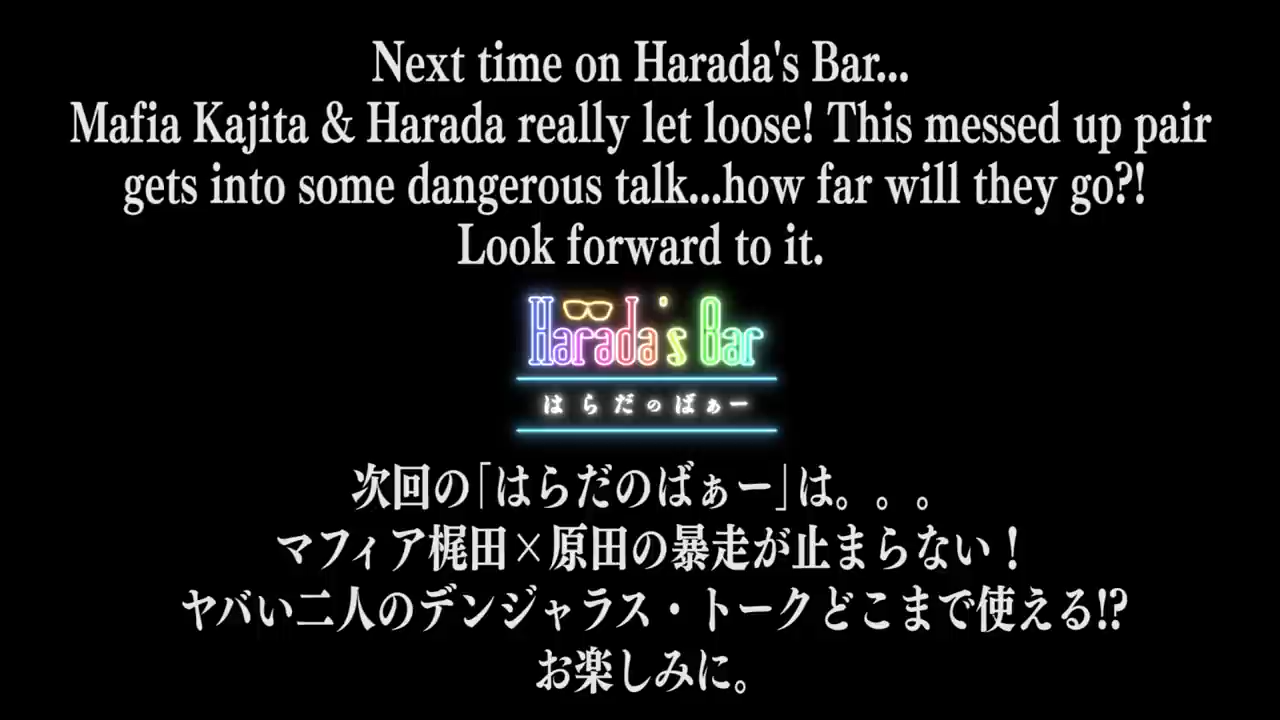 Next time on Harada's Bar...
Mafia Kajita & Harada really let loose! This messed up pair
gets into some dangerous talk...how far will they go?!
Look forward to it.
Harada's Bar
はらだのばぁー
次回の「はらだのばぁー」は。。。
マフィア梶田×原田の暴走が止まらない！
ヤバい二人のデンジャラス・トークどこまで使える!?
お楽しみに。